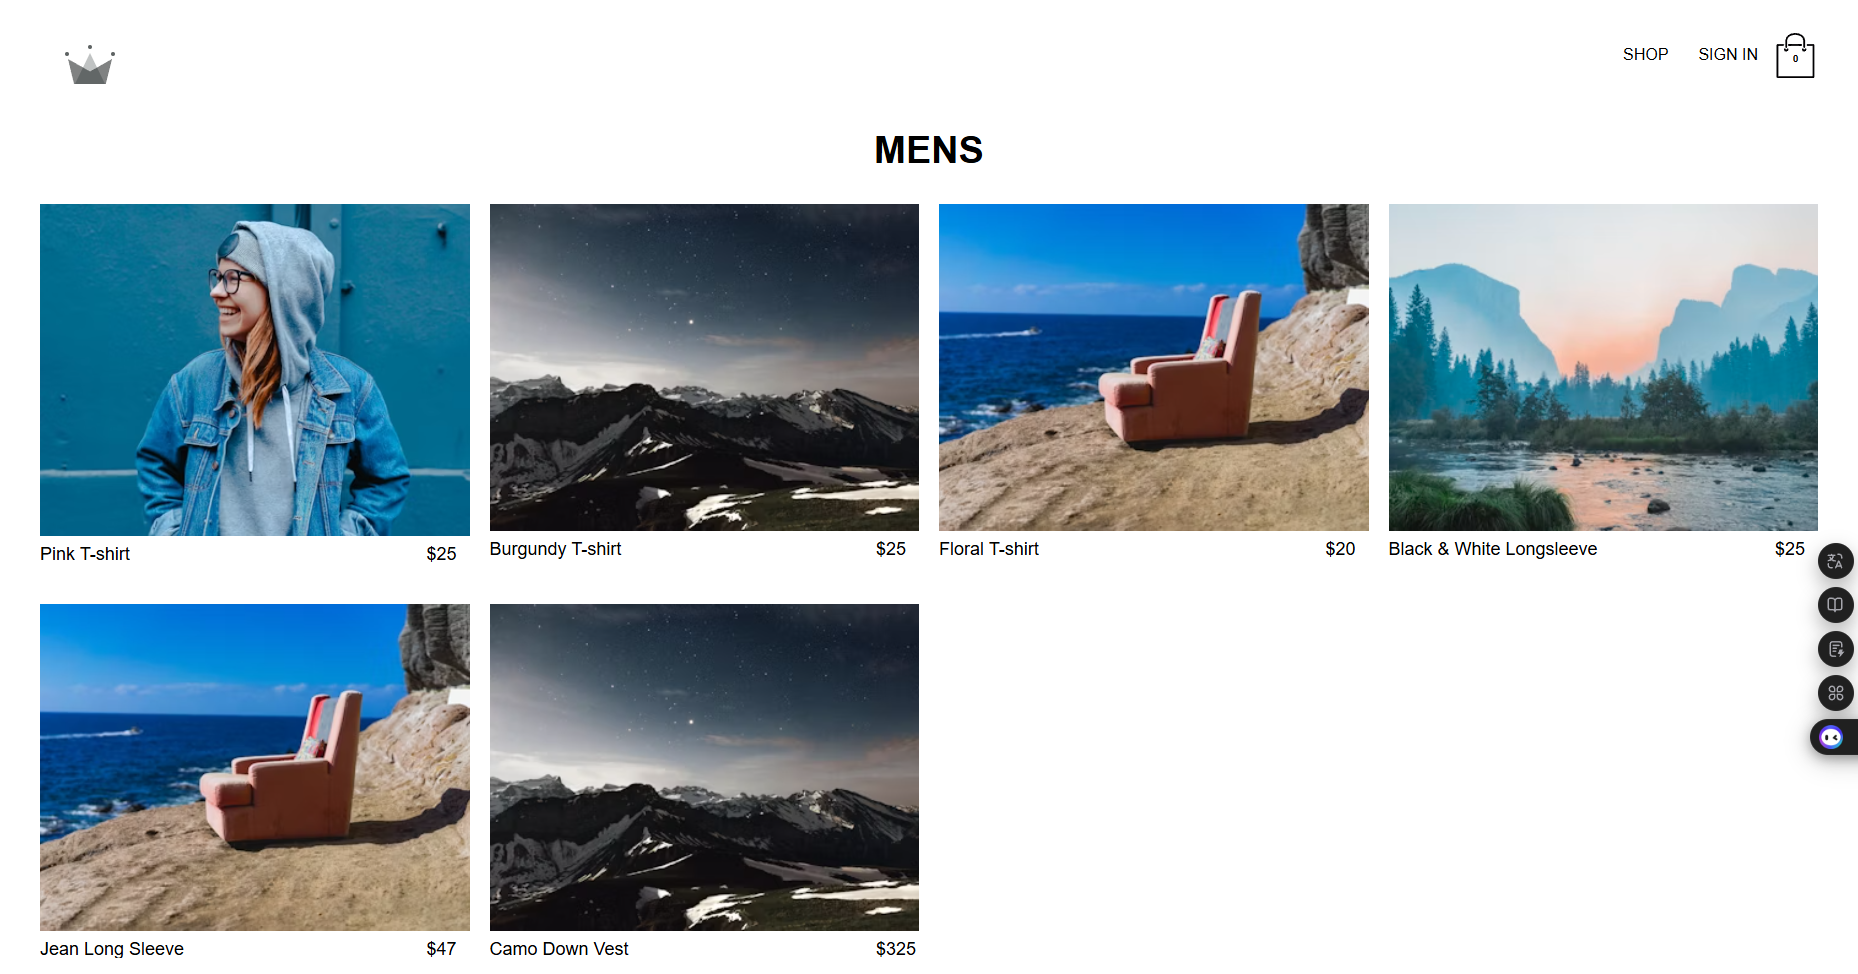 SHOP SIGN IN 0
MENS
Pink T-shirt $25
Burgundy T-shirt $25
Floral T-shirt $20
Black & White Longsleeve $25
Jean Long Sleeve $47
Camo Down Vest $325